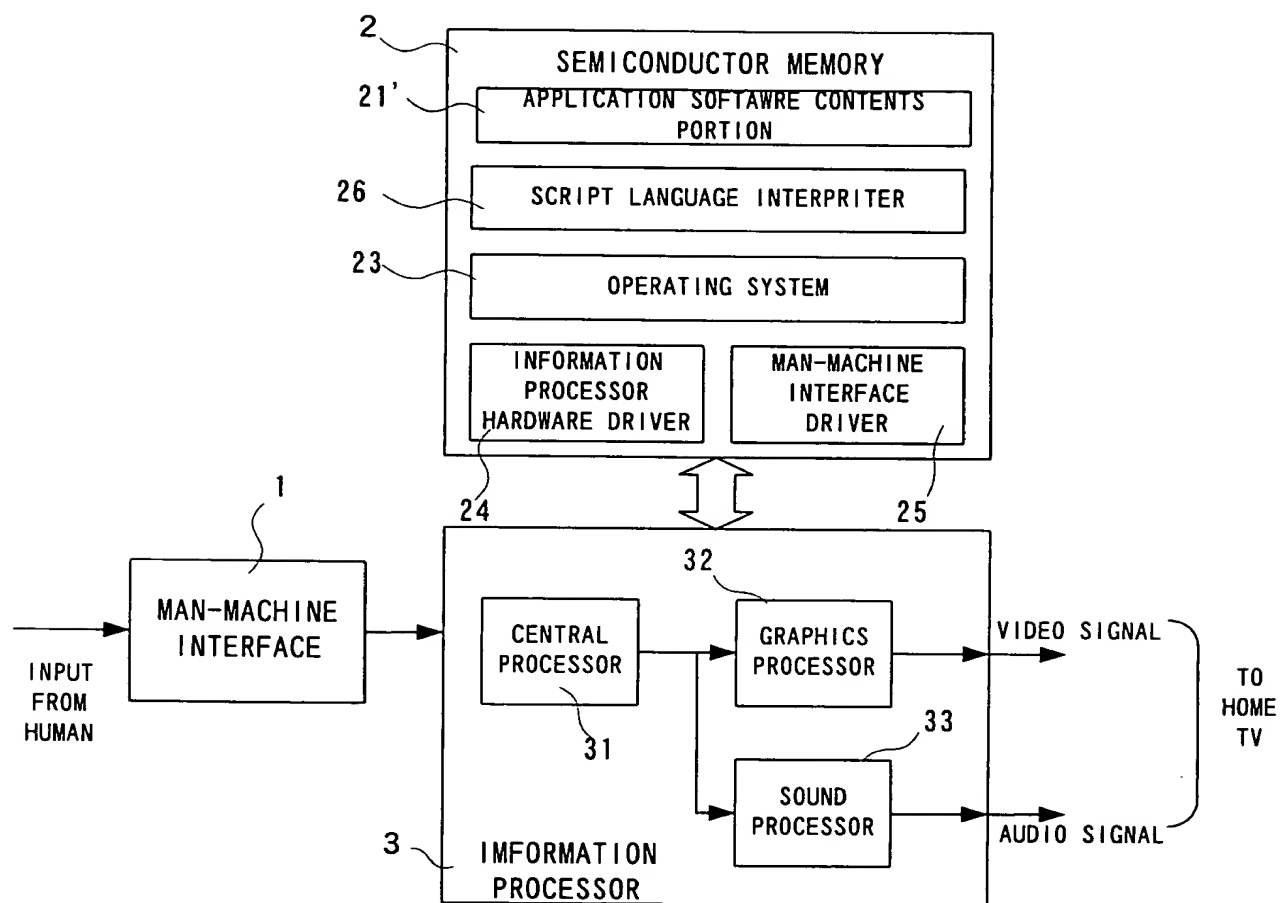 2
SEMICONDUCTOR MEMORY
21'
APPLICATION SOFTAWRE CONTENTS
PORTION
26
SCRIPT LANGUAGE INTERPRITER
23
OPERATING SYSTEM
INFORMATION
PROCESSOR
HARDWARE DRIVER
MAN-MACHINE
INTERFACE
DRIVER
24
25
1
MAN-MACHINE
INTERFACE
INPUT
FROM
HUMAN
CENTRAL
PROCESSOR
31
32
GRAPHICS
PROCESSOR
33
SOUND
PROCESSOR
3
IMFORMATION
PROCESSOR
VIDEO SIGNAL
AUDIO SIGNAL
TO
HOME
TV